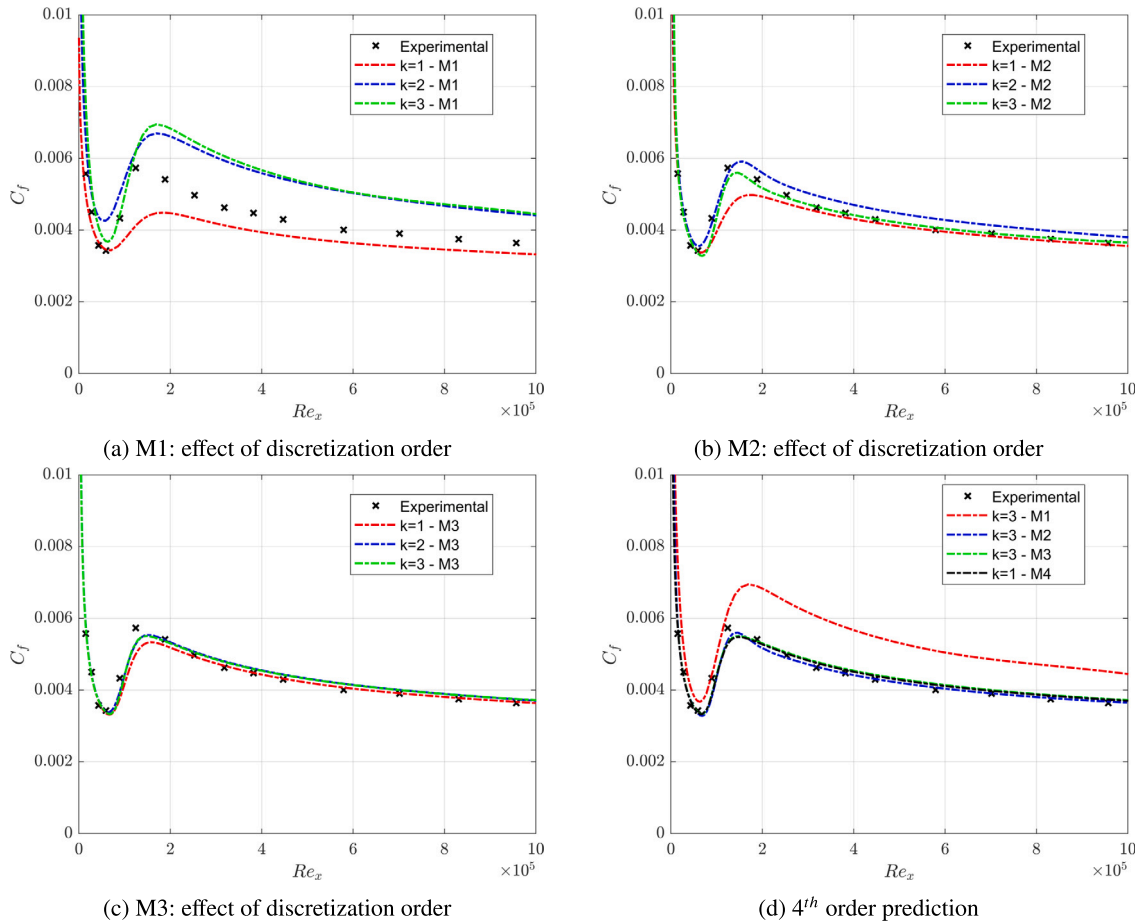 0.01
0.008
0.006
0.004
0.002
0
C_f
Experimental
k=1 - M1
k=2 - M1
k=3 - M1
0 2 4 6 8 10
Re_x ×10^5
(a) M1: effect of discretization order
0.01
0.008
0.006
0.004
0.002
0
C_f
Experimental
k=1 - M2
k=2 - M2
k=3 - M2
0 2 4 6 8 10
Re_x ×10^5
(b) M2: effect of discretization order
0.01
0.008
0.006
0.004
0.002
0
C_f
Experimental
k=1 - M3
k=2 - M3
k=3 - M3
0 2 4 6 8 10
Re_x ×10^5
(c) M3: effect of discretization order
0.01
0.008
0.006
0.004
0.002
0
C_f
Experimental
k=3 - M1
k=3 - M2
k=3 - M3
k=1 - M4
0 2 4 6 8 10
Re_x ×10^5
(d) 4^th order prediction